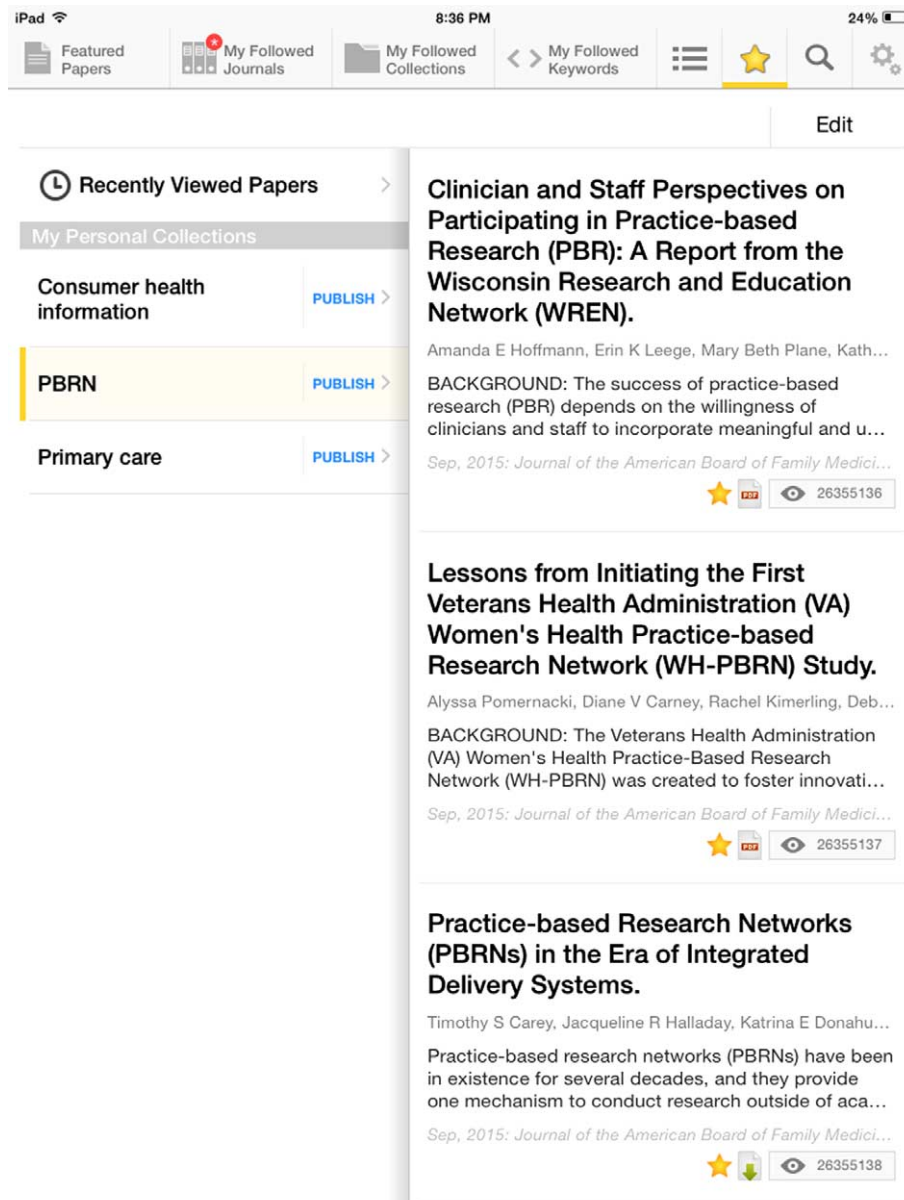 iPad 8:36 PM 24%
Featured
Papers
My Followed
Journals
My Followed
Collections
My Followed
Keywords
Edit
Recently Viewed Papers
My Personal Collections
Consumer health
information
PUBLISH
PBRN
PUBLISH
Primary care
PUBLISH
Clinician and Staff Perspectives on
Participating in Practice-based
Research (PBR): A Report from the
Wisconsin Research and Education
Network (WREN).
Amanda E Hoffmann, Erin K Leege, Mary Beth Plane, Kath...
BACKGROUND: The success of practice-based
research (PBR) depends on the willingness of
clinicians and staff to incorporate meaningful and u...
Sep, 2015: Journal of the American Board of Family Medici...
PDF 26355136
Lessons from Initiating the First
Veterans Health Administration (VA)
Women's Health Practice-based
Research Network (WH-PBRN) Study.
Alyssa Pomernacki, Diane V Carney, Rachel Kimerling, Deb...
BACKGROUND: The Veterans Health Administration
(VA) Women's Health Practice-Based Research
Network (WH-PBRN) was created to foster innovati...
Sep, 2015: Journal of the American Board of Family Medici...
PDF 26355137
Practice-based Research Networks
(PBRNs) in the Era of Integrated
Delivery Systems.
Timothy S Carey, Jacqueline R Halladay, Katrina E Donahu...
Practice-based research networks (PBRNs) have been
in existence for several decades, and they provide
one mechanism to conduct research outside of aca...
Sep, 2015: Journal of the American Board of Family Medici...
26355138